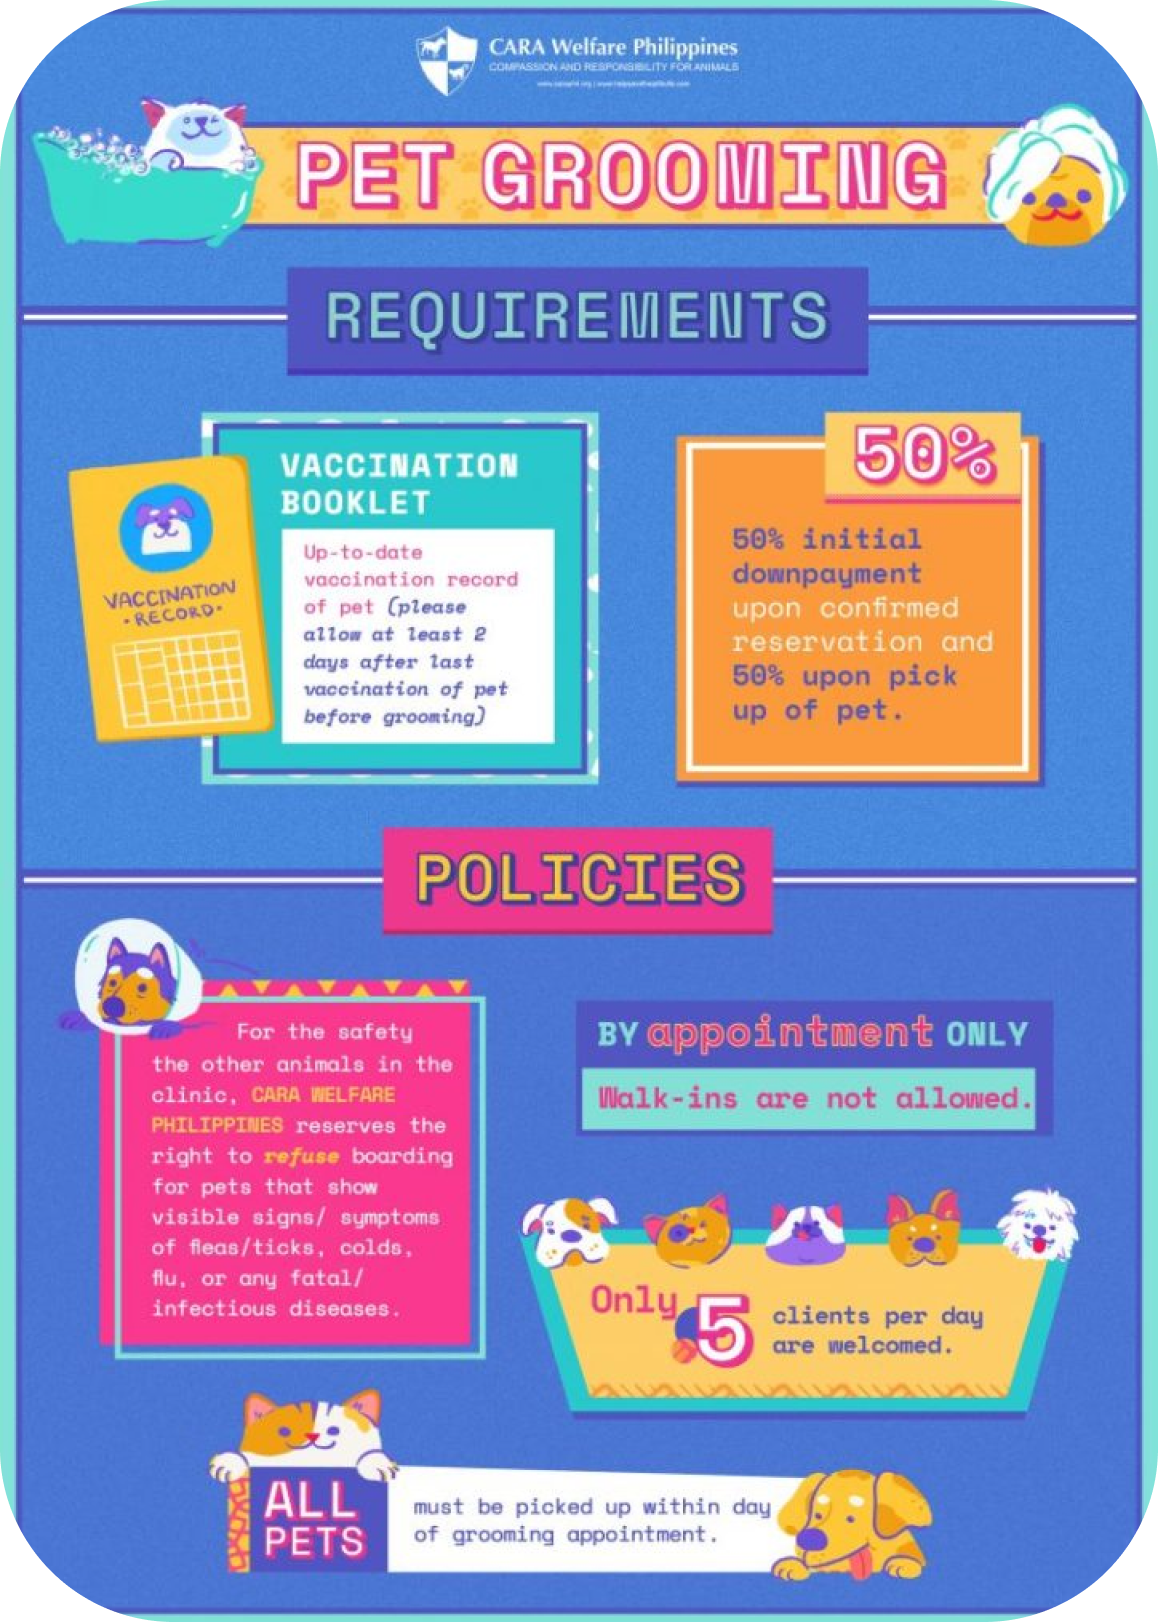 CARA Welfare Philippines
COMPASSION AND RESPONSIBILITY FOR ANIMALS
PET GROOMING
REQUIREMENTS
VACCINATION
RECORD
VACCINATION
BOOKLET
Up-to-date
vaccination record
of pet (please
allow at least 2
days after last
vaccination of pet
before grooming)
50%
50% initial
downpayment
upon confirmed
reservation and
50% upon pick
up of pet.
POLICIES
For the safety
the other animals in the
clinic, CARA WELFARE
PHILIPPINES reserves the
right to refuse boarding
for pets that show
visible signs/ symptoms
of fleas/ticks, colds,
flu, or any fatal/
infectious diseases.
BY appointment ONLY
Walk-ins are not allowed.
Only 5 clients per day
are welcomed.
ALL
PETS
must be picked up within day
of grooming appointment.